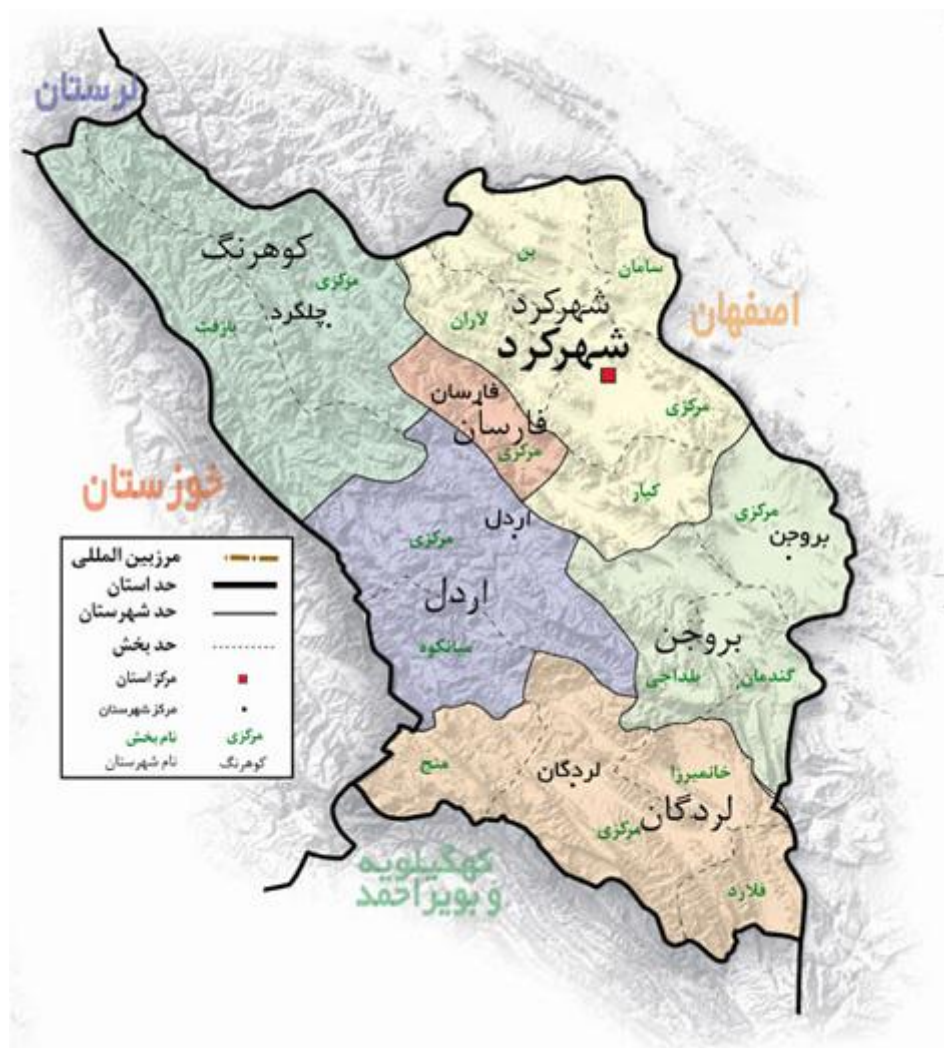 لرستان
کوهرنگ
مرکزی
چلگرد
بازفت
بن
سامان
اصفهان
شهرکرد
لاران
شهرکرد
فارسان
مرکزی
فارسان
مرکزی
کیار
خوزستان
اردل
مرکزی
مرکزی
بروجن
اردل
میانکوه
بروجن
بلداجی
گندمان
منج
لردگان
خانمیرزا
لردگان
مرکزی
فلارد
کهگیلویه
و بویراحمد
مرزبین المللی
حد استان
حد شهرستان
حد بخش
مرکز استان
مرکز شهرستان
نام بخش مرکزی
نام شهرستان کوهرنگ